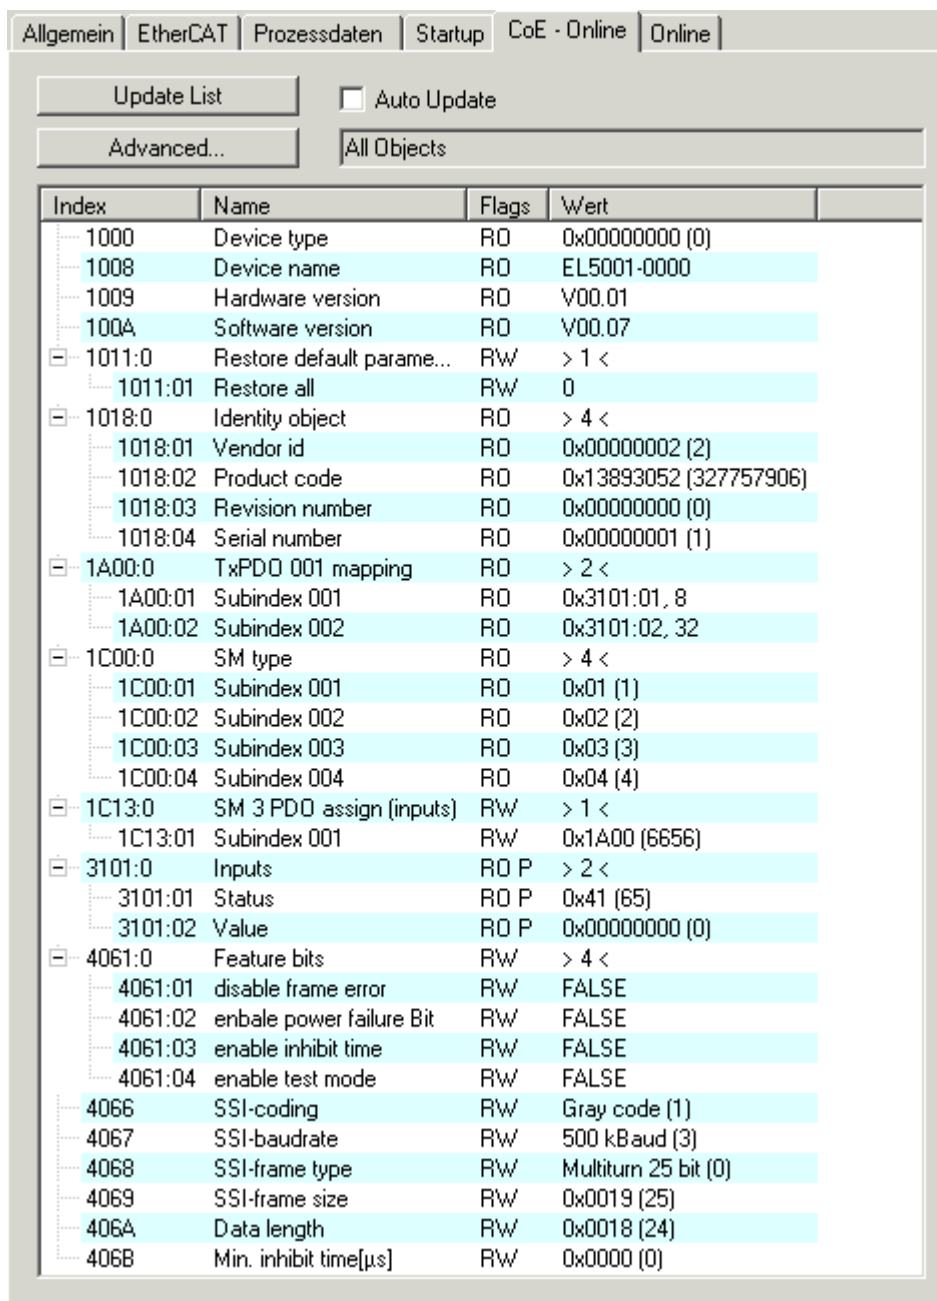 Allgemein EtherCAT Prozessdaten Startup CoE - Online Online
Update List Auto Update
Advanced... All Objects
Index Name Flags Wert
1000 Device type RO 0x00000000 (0)
1008 Device name RO EL5001-0000
1009 Hardware version RO V00.01
100A Software version RO V00.07
1011:0 Restore default parame... RW > 1 <
1011:01 Restore all RW 0
1018:0 Identity object RO > 4 <
1018:01 Vendor id RO 0x00000002 (2)
1018:02 Product code RO 0x13893052 (327757906)
1018:03 Revision number RO 0x00000000 (0)
1018:04 Serial number RO 0x00000001 (1)
1A00:0 TxPDO 001 mapping RO > 2 <
1A00:01 Subindex 001 RO 0x3101:01, 8
1A00:02 Subindex 002 RO 0x3101:02, 32
1C00:0 SM type RO > 4 <
1C00:01 Subindex 001 RO 0x01 (1)
1C00:02 Subindex 002 RO 0x02 (2)
1C00:03 Subindex 003 RO 0x03 (3)
1C00:04 Subindex 004 RO 0x04 (4)
1C13:0 SM 3 PDO assign (inputs) RW > 1 <
1C13:01 Subindex 001 RW 0x1A00 (6656)
3101:0 Inputs RO P > 2 <
3101:01 Status RO P 0x41 (65)
3101:02 Value RO P 0x00000000 (0)
4061:0 Feature bits RW > 4 <
4061:01 disable frame error RW FALSE
4061:02 enbale power failure Bit RW FALSE
4061:03 enable inhibit time RW FALSE
4061:04 enable test mode RW FALSE
4066 SSI-coding RW Gray code (1)
4067 SSI-baudrate RW 500 kBaud (3)
4068 SSI-frame type RW Multiturn 25 bit (0)
4069 SSI-frame size RW 0x0019 (25)
406A Data length RW 0x0018 (24)
406B Min. inhibit time[µs] RW 0x0000 (0)